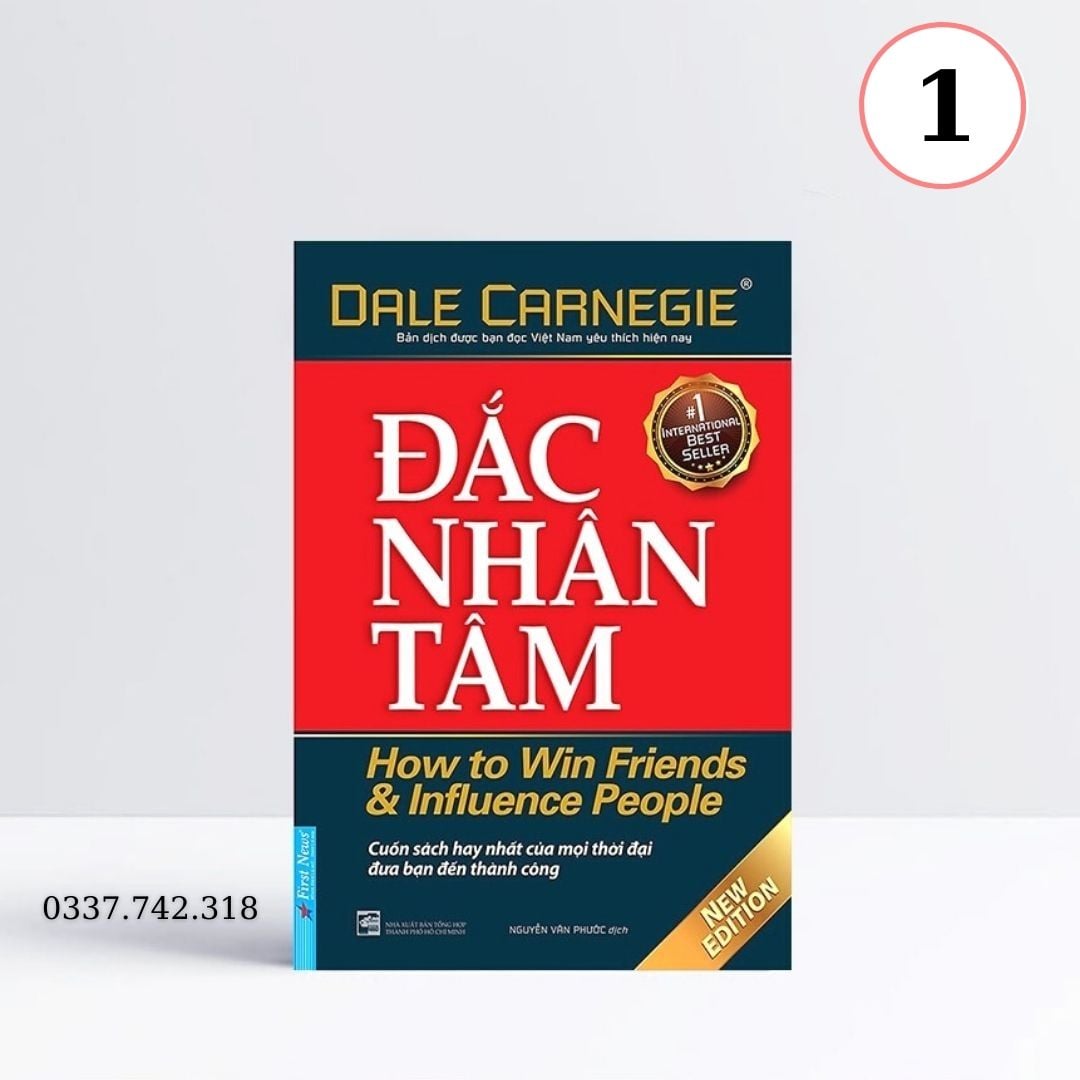 1
DALE CARNEGIE®
Bản dịch được bạn đọc Việt Nam yêu thích hiện nay
#1
INTERNATIONAL
BEST
SELLER
ĐẮC
NHÂN
TÂM
How to Win Friends
& Influence People
Cuốn sách hay nhất của mọi thời đại
đưa bạn đến thành công
NEW
EDITION
First News
0337.742.318
NHÀ XUẤT BẢN TỔNG HỢP
THÀNH PHỐ HỒ CHÍ MINH
NGUYỄN VĂN PHƯỚC dịch